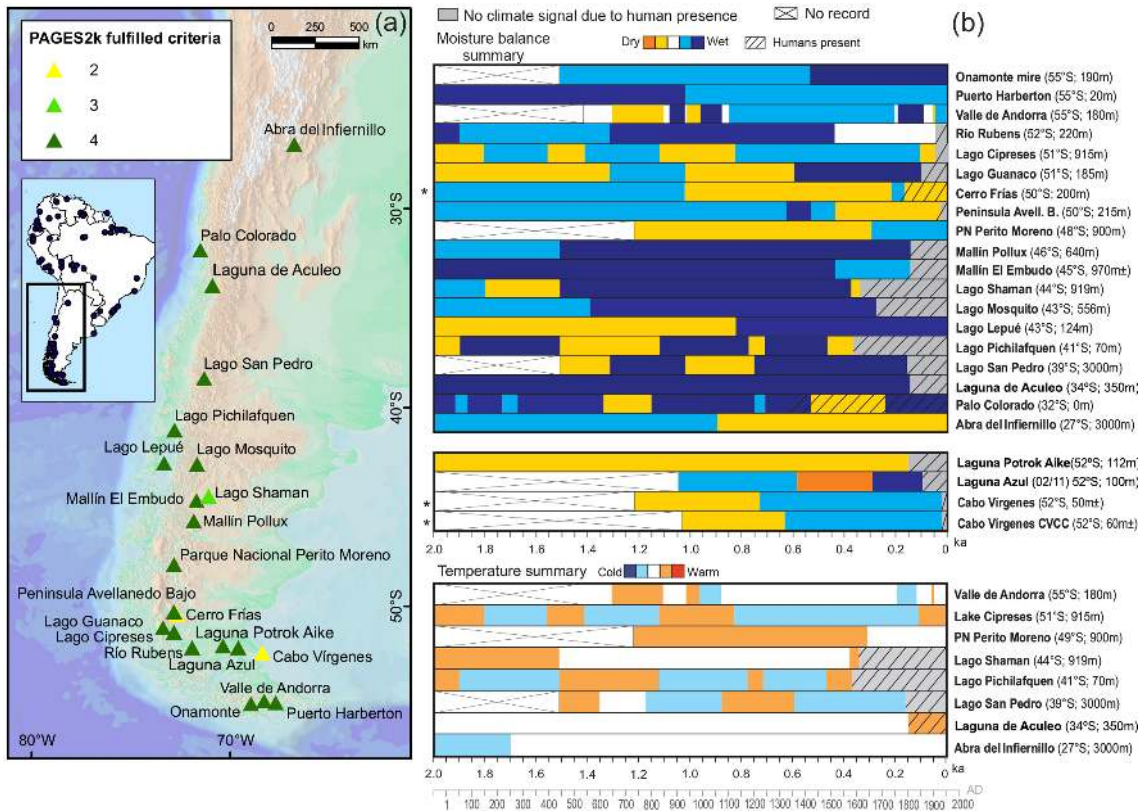 (a)
PAGES2k fulfilled criteria
2
3
4
0 250 500
km
Abra del Infiernillo
30°S
Palo Colorado
Laguna de Aculeo
Lago San Pedro
40°S
Lago Pichilafquen
Lago Lepué
Lago Mosquito
Lago Shaman
Mallín El Embudo
Mallín Pollux
Parque Nacional Perito Moreno
Peninsula Avellanedo Bajo
50°S
Cerro Frías
Lago Guanaco
Laguna Potrok Aike
Lago Cipreses
Río Rubens
Cabo Vírgenes
Laguna Azul
Valle de Andorra
Onamonte
Puerto Harberton
80°W
70°W
(b)
No climate signal due to human presence
No record
Moisture balance
summary
Dry
Wet
Humans present
Onamonte mire (55°S; 190m)
Puerto Harberton (55°S; 20m)
Valle de Andorra (55°S; 180m)
Río Rubens (52°S; 220m)
Lago Cipreses (51°S; 915m)
Lago Guanaco (51°S; 185m)
* Cerro Frías (50°S; 200m)
Peninsula Avell. B. (50°S; 215m)
PN Perito Moreno (48°S; 900m)
Mallín Pollux (46°S; 640m)
Mallín El Embudo (45°S; 970m±)
Lago Shaman (44°S; 919m)
Lago Mosquito (43°S; 556m)
Lago Lepué (43°S; 124m)
Lago Pichilafquen (41°S; 70m)
Lago San Pedro (39°S; 3000m)
Laguna de Aculeo (34°S; 350m)
Palo Colorado (32°S; 0m)
Abra del Infiernillo (27°S; 3000m)
Laguna Potrok Aike(52°S; 112m)
Laguna Azul (02/11) 52°S; 100m)
* Cabo Vírgenes (52°S, 50m±)
* Cabo Vírgenes CVCC (52°S; 60m±)
2.0 1.8 1.6 1.4 1.2 1.0 0.8 0.6 0.4 0.2 0
ka
Temperature summary
Cold
Warm
Valle de Andorra (55°S; 180m)
Lake Cipreses (51°S; 915m)
PN Perito Moreno (49°S; 900m)
Lago Shaman (44°S; 919m)
Lago Pichilafquen (41°S; 70m)
Lago San Pedro (39°S; 3000m)
Laguna de Aculeo (34°S; 350m)
Abra del Infiernillo (27°S; 3000m)
2.0 1.8 1.6 1.4 1.2 1.0 0.8 0.6 0.4 0.2 0
ka
AD
1 100 200 300 400 500 600 700 800 900 1000 1100 1200 1300 1400 1500 1600 1700 1800 1900 2000